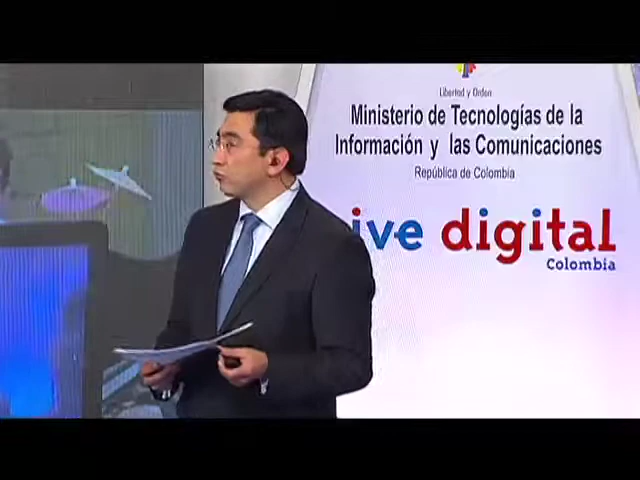 Libertad y Orden
Ministerio de Tecnologías de la
Información y las Comunicaciones
República de Colombia
ive digital
Colombia